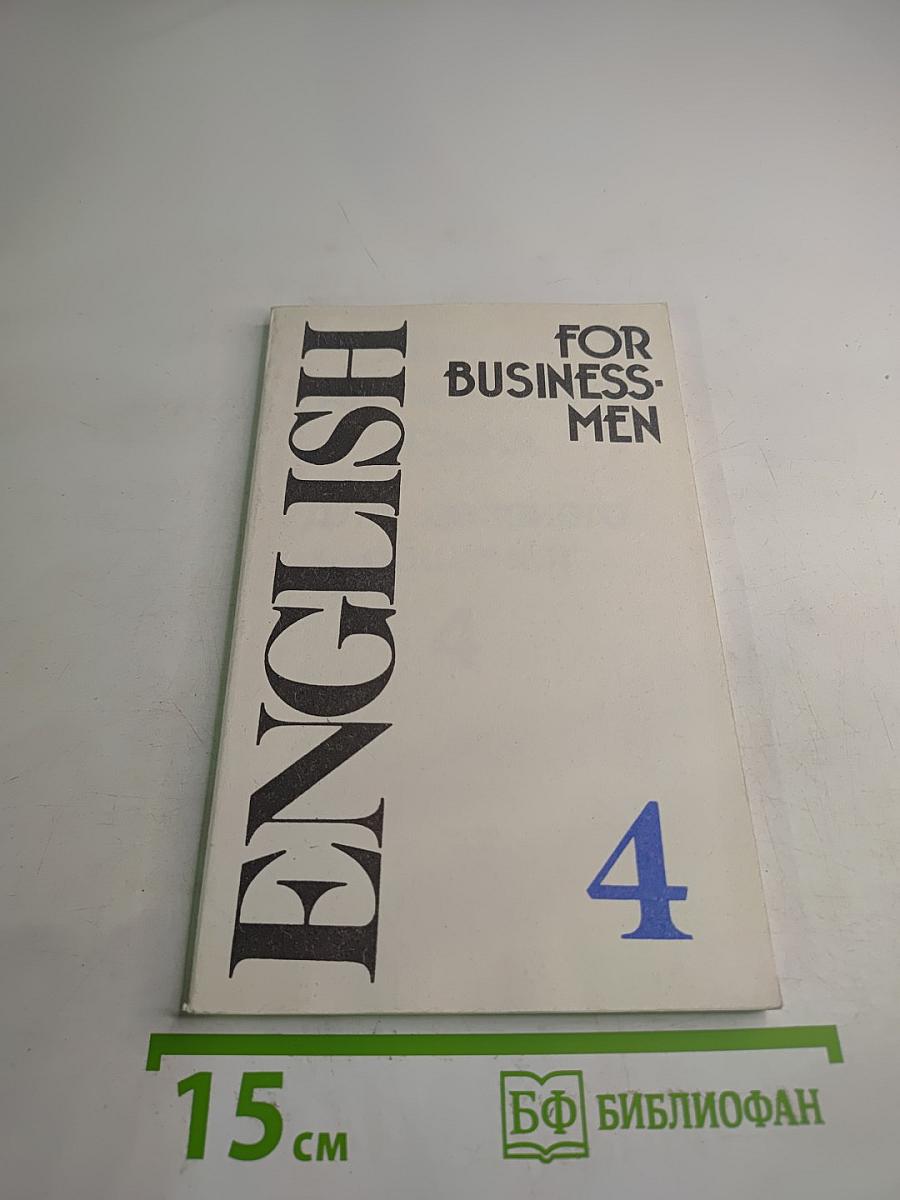 ENGLISH
FOR
BUSINESS-
MEN
4
15 см
БФ БИБЛИОФАН